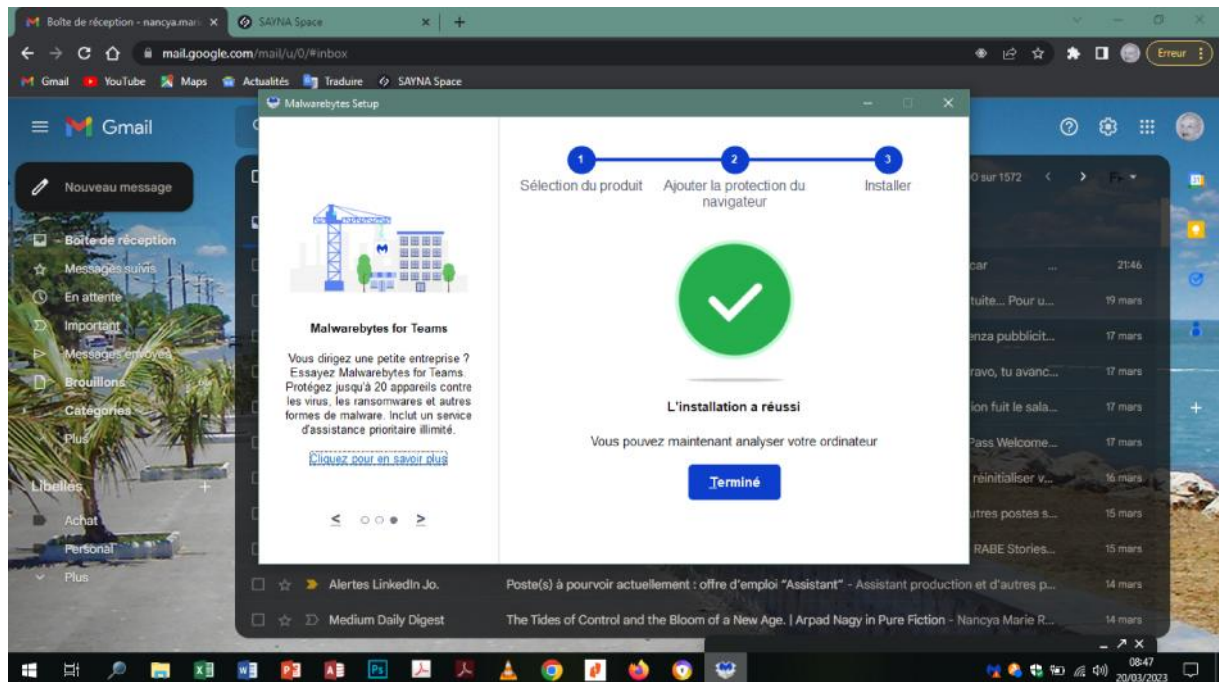 Boîte de réception - nancya.mari
SAYNA Space
mail.google.com/mail/u/0/#inbox
Erreur
Gmail
YouTube
Maps
Actualités
Traduire
SAYNA Space
Malwarebytes Setup
Gmail
Nouveau message
Boîte de réception
Messages suivis
En attente
Important
Messages envoyés
Brouillons
Catégories
Plus
Libellés
Achat
Personal
Plus
Malwarebytes for Teams
Vous dirigez une petite entreprise ?
Essayez Malwarebytes for Teams.
Protégez jusqu'à 20 appareils contre
les virus, les ransomwares et autres
formes de malware. Inclut un service
d'assistance prioritaire illimité.
Cliquez pour en savoir plus
< >
1 2 3
Sélection du produit
Ajouter la protection du
navigateur
Installer
L'installation a réussi
Vous pouvez maintenant analyser votre ordinateur
Terminé
sur 1572
car ... 21:46
tuite... Pour u... 19 mars
enza pubblicit... 17 mars
ravo, tu avanc... 17 mars
ion fuit le sala... 17 mars
Pass Welcome... 17 mars
réinitialiser v... 16 mars
utres postes s... 15 mars
RABE Stories... 15 mars
Alertes LinkedIn Jo. Poste(s) à pourvoir actuellement : offre d'emploi "Assistant" - Assistant production et d'autres p... 14 mars
Medium Daily Digest The Tides of Control and the Bloom of a New Age. | Arpad Nagy in Pure Fiction - Nancya Marie R... 14 mars
08:47
20/03/2023